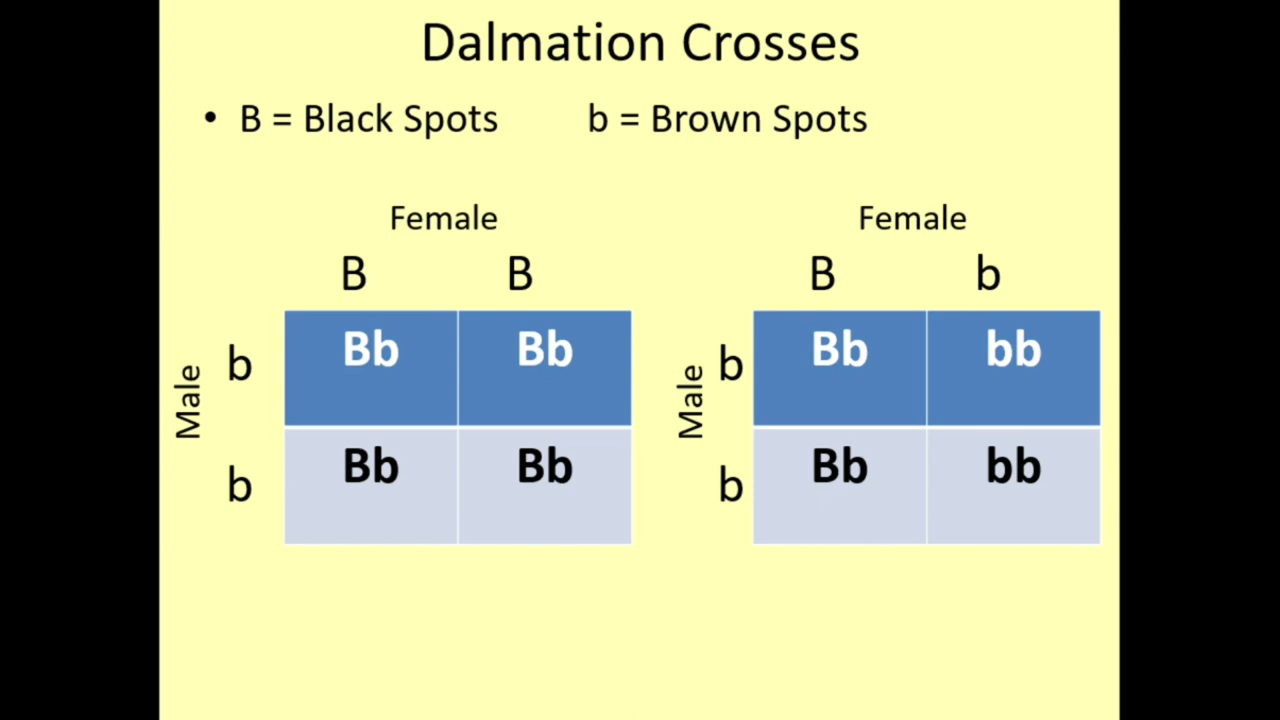 Dalmation Crosses
• B = Black Spots b = Brown Spots
Female Female
B B B b
Male b Bb Bb Male b Bb bb
b Bb Bb b Bb bb